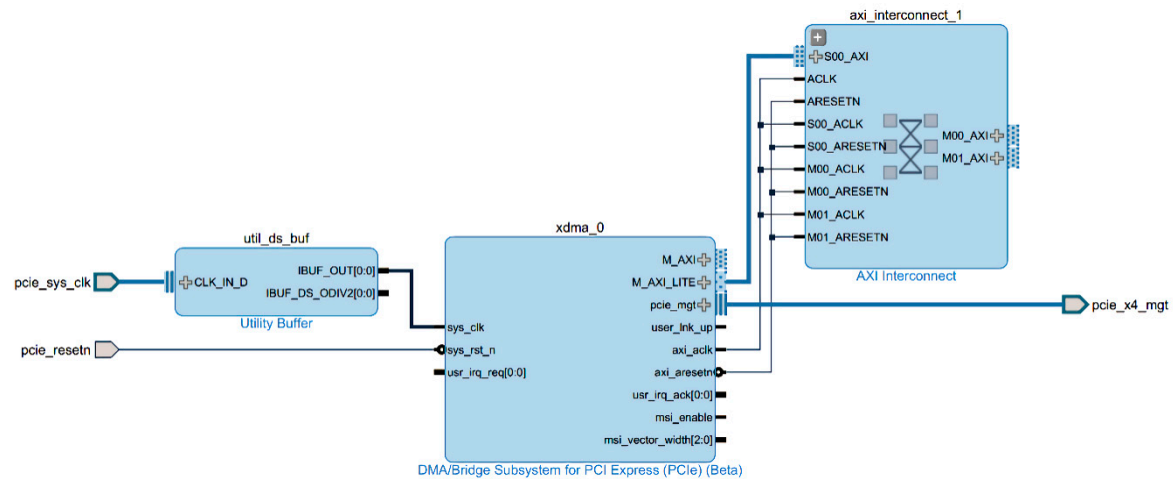 axi_interconnect_1
S00_AXI
ACLK
ARESETN
S00_ACLK
S00_ARESETN
M00_ACLK
M00_ARESETN
M01_ACLK
M01_ARESETN
M00_AXI
M01_AXI
AXI Interconnect
util_ds_buf
pcie_sys_clk
CLK_IN_D
IBUF_OUT[0:0]
IBUF_DS_ODIV2[0:0]
Utility Buffer
pcie_resetn
xdma_0
sys_clk
sys_rst_n
usr_irq_req[0:0]
M_AXI
M_AXI_LITE
pcie_mgt
user_lnk_up
axi_aclk
axi_aresetn
usr_irq_ack[0:0]
msi_enable
msi_vector_width[2:0]
DMA/Bridge Subsystem for PCI Express (PCIe) (Beta)
pcie_x4_mgt